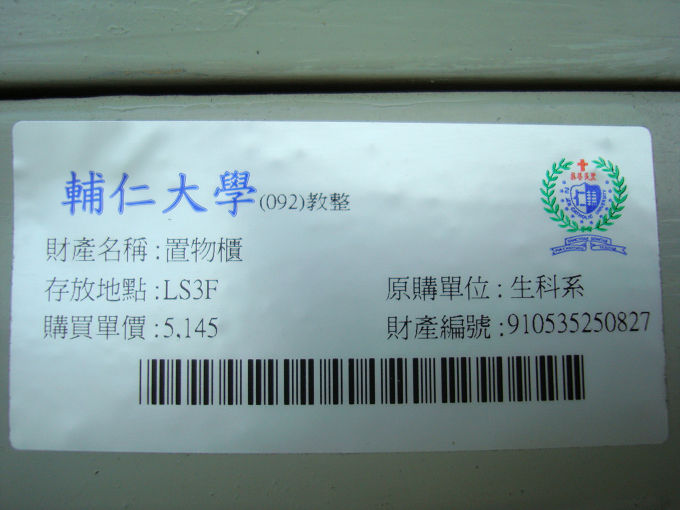 輔仁大學(092)教整
財產名稱:置物櫃
存放地點:LS3F
原購單位:生科系
購買單價:5,145
財產編號:910535250827